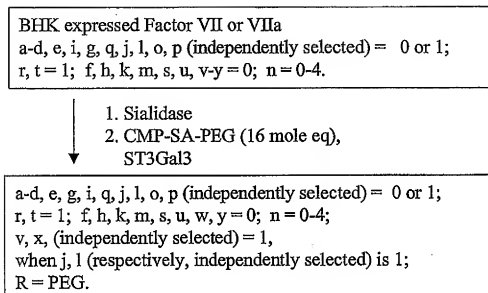 BHK expressed Factor VII or VIIa
a-d, e, i, g, q, j, l, o, p (independently selected) = 0 or 1;
r, t = 1; f, h, k, m, s, u, v-y = 0; n = 0-4.
1. Sialidase
2. CMP-SA-PEG (16 mole eq),
ST3Gal3
a-d, e, g, i, q, j, l, o, p (independently selected) = 0 or 1;
r, t = 1; f, h, k, m, s, u, w, y = 0; n = 0-4;
v, x, (independently selected) = 1,
when j, l (respectively, independently selected) is 1;
R = PEG.